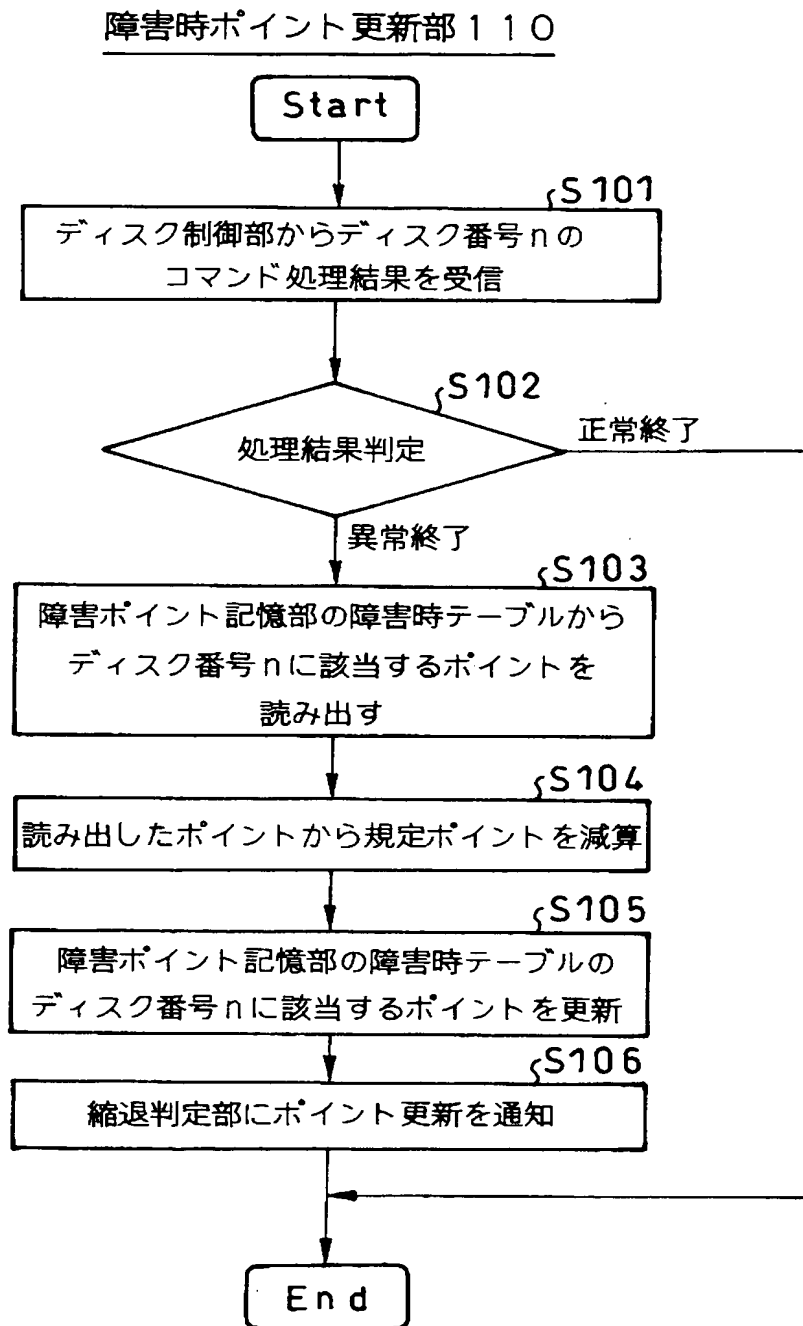 障害時ポイント更新部110
Start
S101
ディスク制御部からディスク番号nの
コマンド処理結果を受信
S102
処理結果判定
正常終了
異常終了
S103
障害ポイント記憶部の障害時テーブルから
ディスク番号nに該当するポイントを
読み出す
S104
読み出したポイントから規定ポイントを減算
S105
障害ポイント記憶部の障害時テーブルの
ディスク番号nに該当するポイントを更新
S106
縮退判定部にポイント更新を通知
End